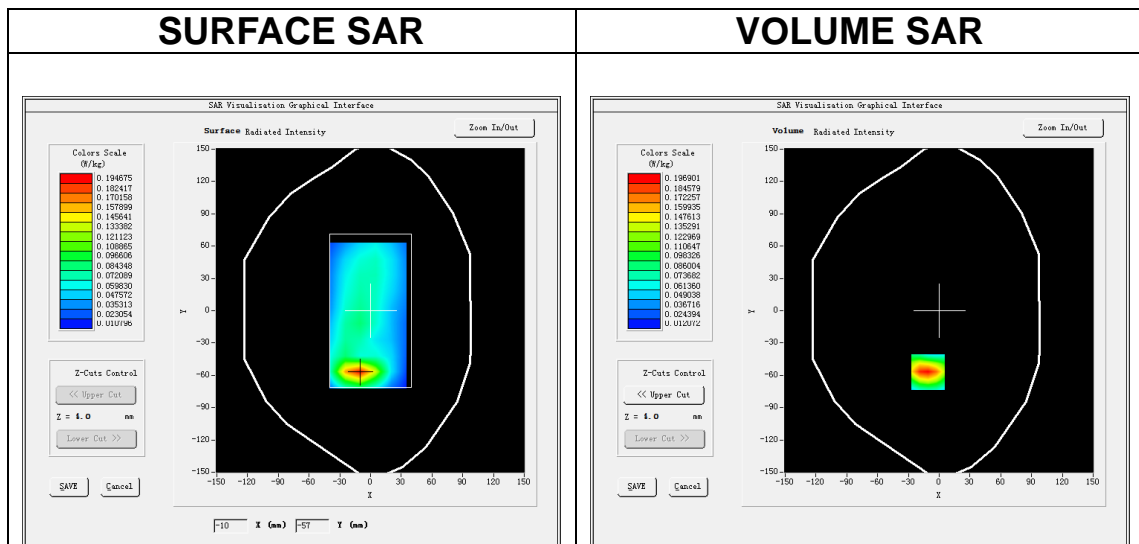 SURFACE SAR
VOLUME SAR
SAR Visualisation Graphical Interface
Surface Radiated Intensity
Zoom In/Out
Colors Scale
(W/kg)
0.194675
0.182417
0.170158
0.157899
0.145641
0.133382
0.121123
0.108865
0.096606
0.084348
0.072089
0.059830
0.047572
0.035313
0.023054
0.010796
150
120
90
60
30
0
-30
-60
-90
-120
-150
Y
-150 -120 -90 -60 -30 0 30 60 90 120 150
X
Z-Cuts Control
<< Upper Cut
Z = 4.0 mm
Lower Cut >>
SAVE Cancel
-10 X (mm) -57 Y (mm)
SAR Visualisation Graphical Interface
Volume Radiated Intensity
Zoom In/Out
Colors Scale
(W/kg)
0.196901
0.184579
0.172257
0.159935
0.147613
0.135291
0.122969
0.110647
0.098326
0.086004
0.073682
0.061360
0.049038
0.036716
0.024394
0.012072
150
120
90
60
30
0
-30
-60
-90
-120
-150
Y
-150 -120 -90 -60 -30 0 30 60 90 120 150
X
Z-Cuts Control
<< Upper Cut
Z = 4.0 mm
Lower Cut >>
SAVE Cancel